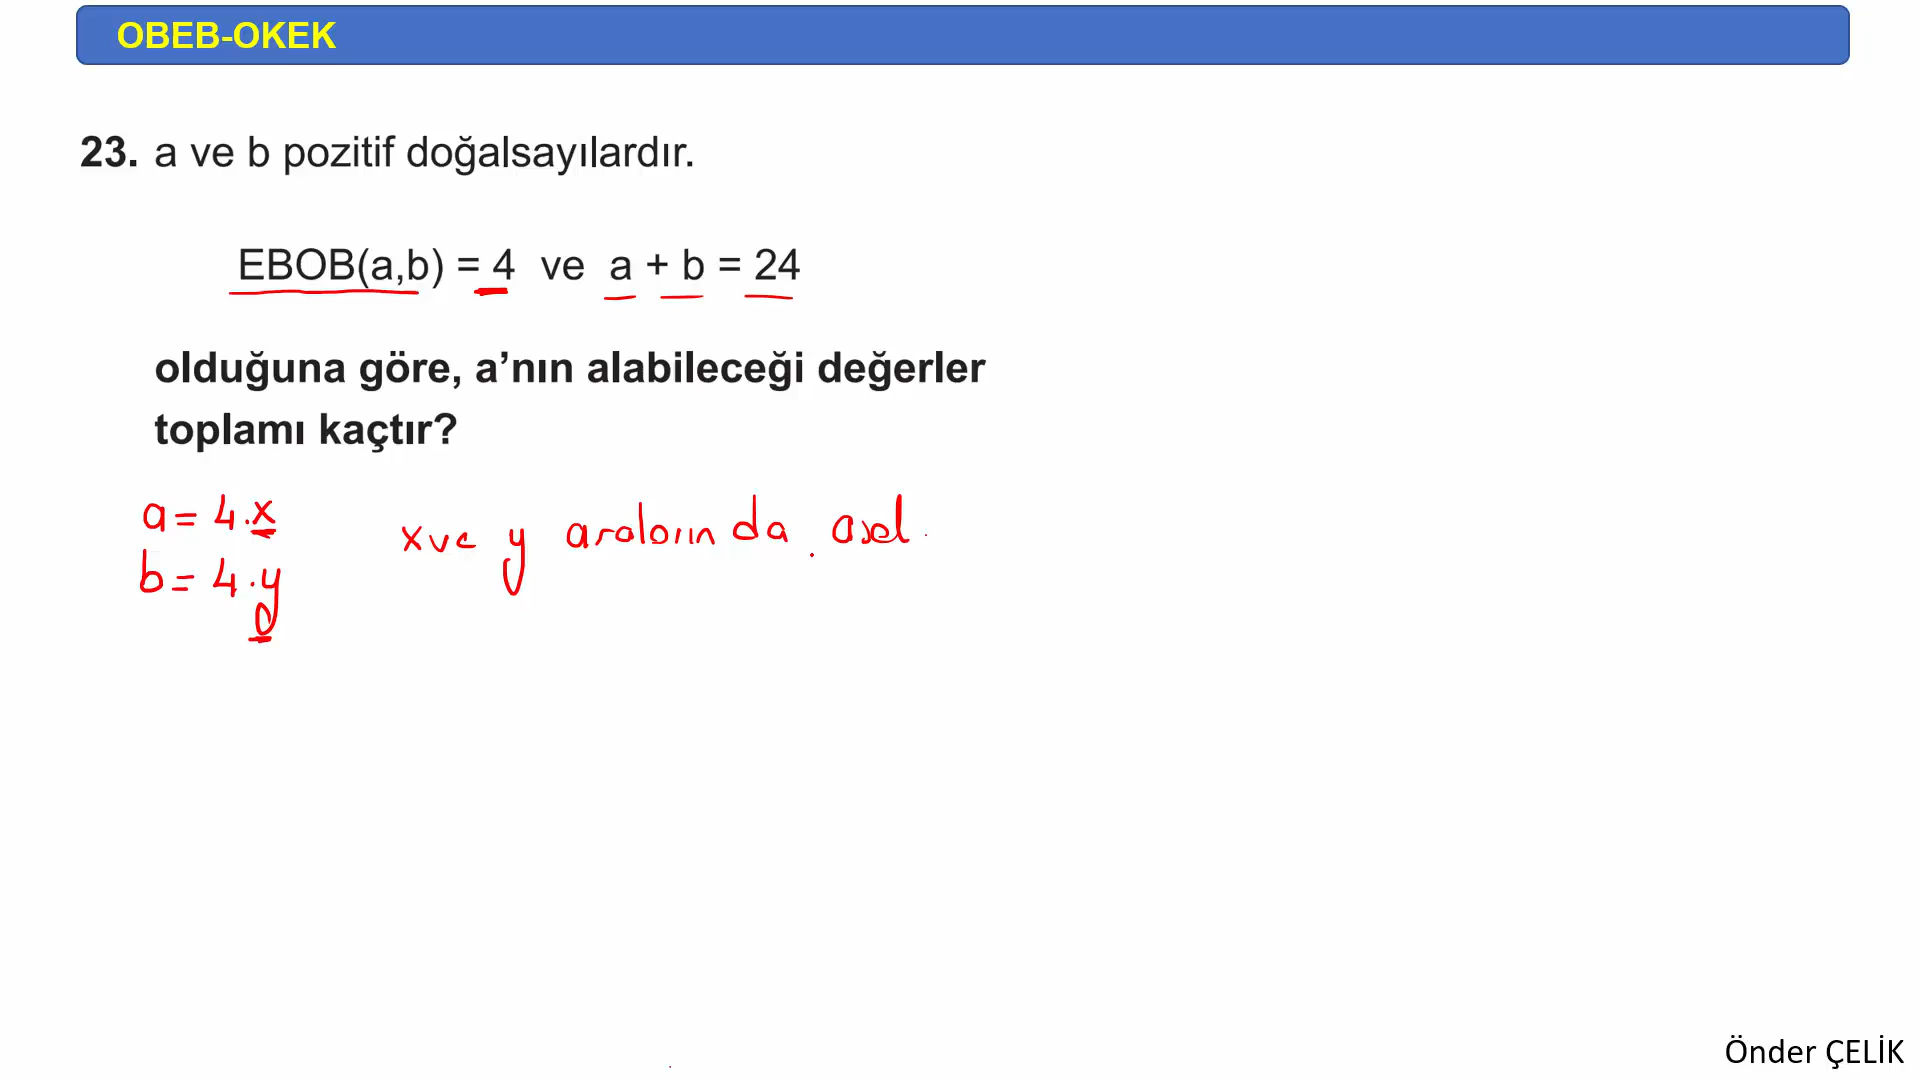 OBEB-OKEK
23. a ve b pozitif doğalsayılardır.
EBOB(a,b) = 4 ve a + b = 24
olduğuna göre, a’nın alabileceği değerler
toplamı kaçtır?
a = 4.x
x ve y aralarında asal.
b = 4.y
Önder ÇELİK